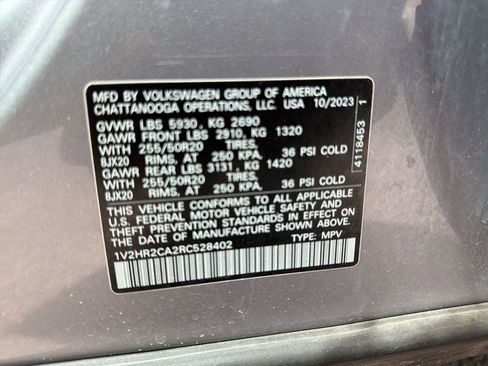 MFD BY VOLKSWAGEN GROUP OF AMERICA
CHATTANOOGA OPERATIONS, LLC. USA 10/2023
GVWR LBS 5930, KG 2690
GAWR FRONT LBS 2910, KG 1320
WITH 255/50R20 TIRES,
8JX20 RIMS, AT 250 KPA, 36 PSI COLD
GAWR REAR LBS 3131, KG 1420
WITH 255/50R20 TIRES,
8JX20 RIMS, AT 250 KPA, 36 PSI COLD
THIS VEHICLE CONFORMS TO ALL APPLICABLE
U.S. FEDERAL MOTOR VEHICLE SAFETY AND
THEFT PREVENTION STANDARDS IN EFFECT ON THE
DATE OF MANUFACTURE SHOWN ABOVE.
1V2HR2CA2RC528402 TYPE: MPV
4118453 1